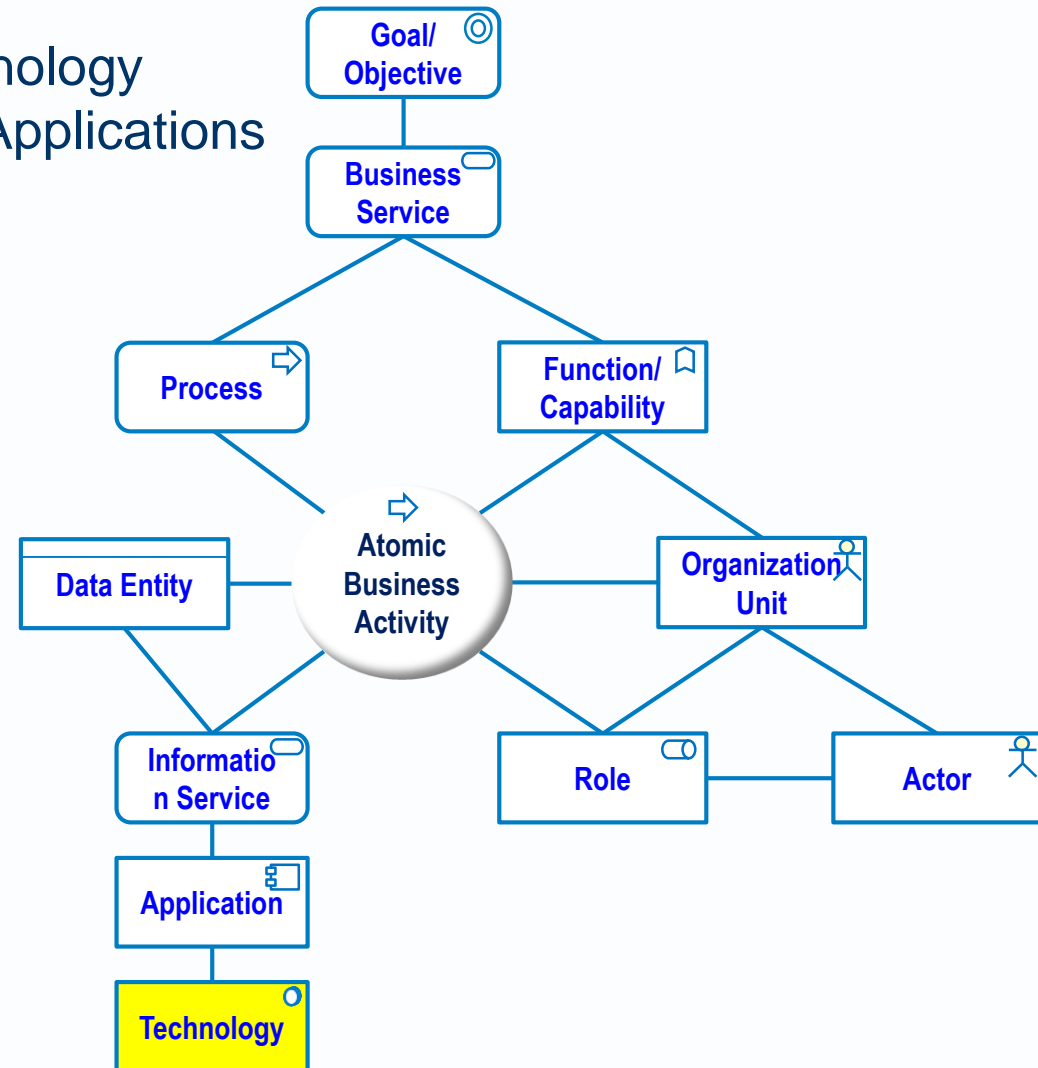 nology
Applications
Goal/
Objective
Business
Service
Process
Function/
Capability
Atomic
Business
Activity
Data Entity
Organization
Unit
Informatio
n Service
Role
Actor
Application
Technology